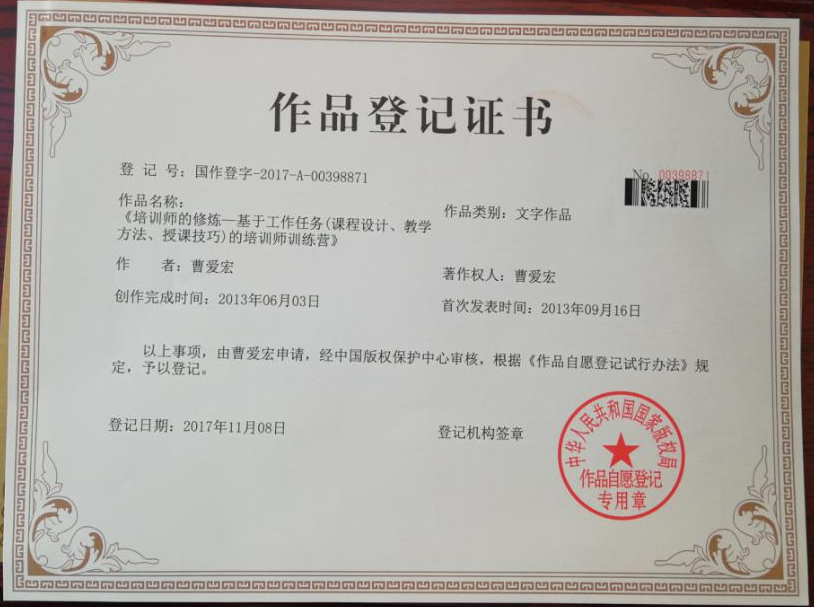 作品登记证书
登 记 号：国作登字-2017-A-00398871
No. 00398871
作品名称：
《培训师的修炼—基于工作任务(课程设计、教学
方法、授课技巧)的培训师训练营》
作品类别：文字作品
作 者：曹爱宏
著作权人：曹爱宏
创作完成时间：2013年06月03日
首次发表时间：2013年09月16日
以上事项，由曹爱宏申请，经中国版权保护中心审核，根据《作品自愿登记试行办法》规
定，予以登记。
登记日期：2017年11月08日
登记机构签章
中华人民共和国国家版权局
作品自愿登记
专用章